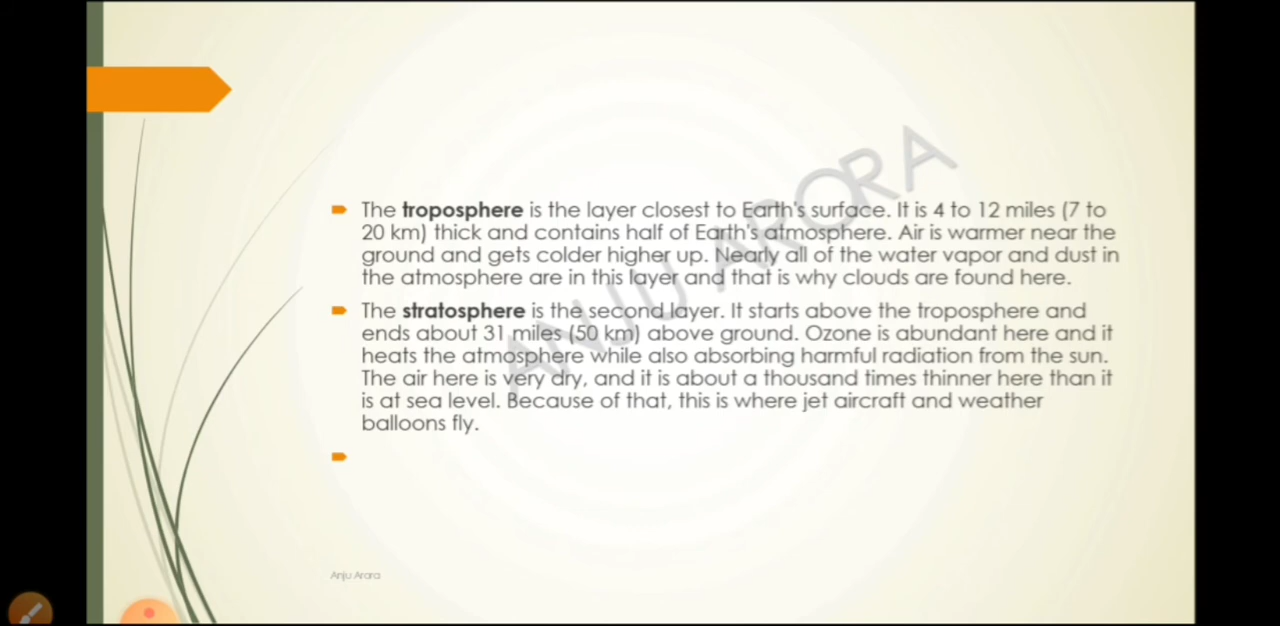 The troposphere is the layer closest to Earth's surface. It is 4 to 12 miles (7 to
20 km) thick and contains half of Earth's atmosphere. Air is warmer near the
ground and gets colder higher up. Nearly all of the water vapor and dust in
the atmosphere are in this layer and that is why clouds are found here.
The stratosphere is the second layer. It starts above the troposphere and
ends about 31 miles (50 km) above ground. Ozone is abundant here and it
heats the atmosphere while also absorbing harmful radiation from the sun.
The air here is very dry, and it is about a thousand times thinner here than it
is at sea level. Because of that, this is where jet aircraft and weather
balloons fly.
ANJU ARORA
Anju Arora